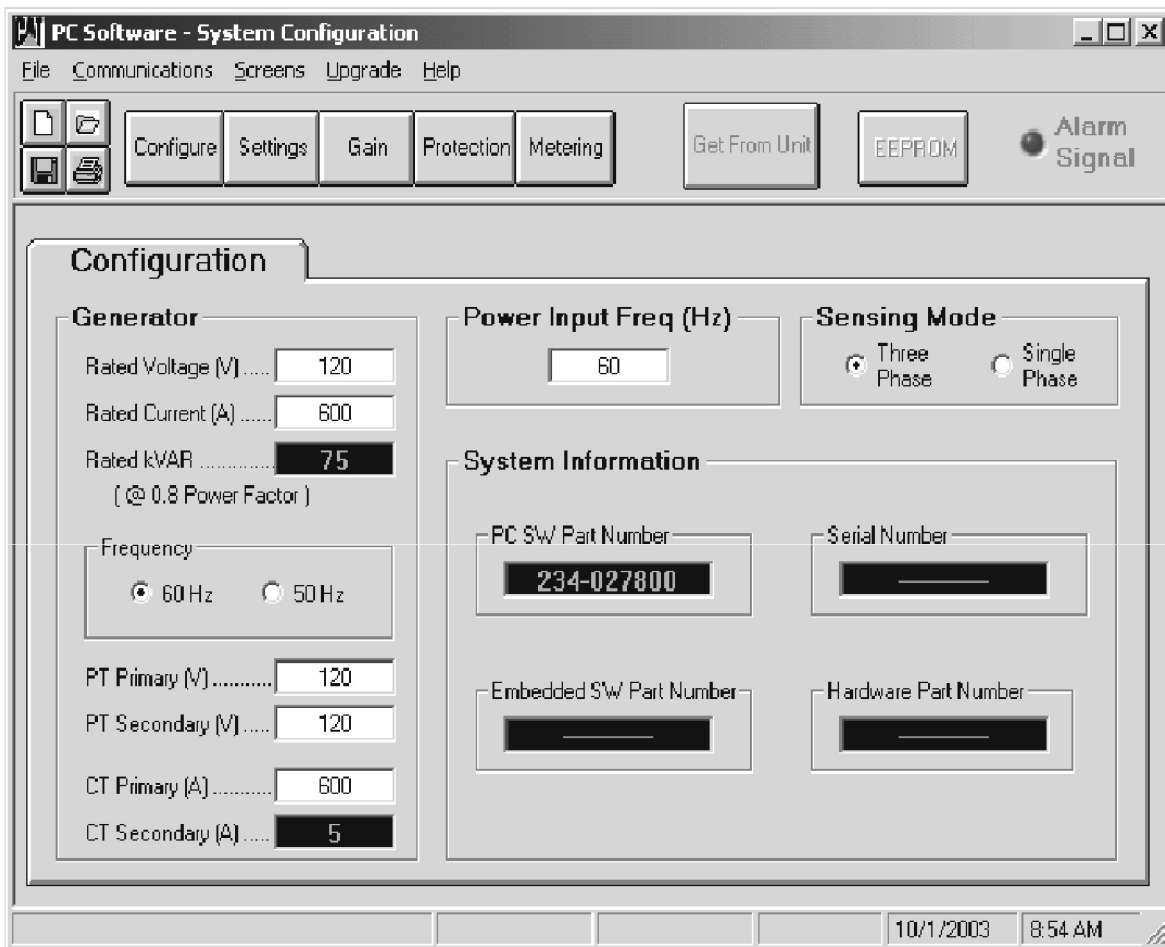 PC Software - System Configuration
File Communications Screens Upgrade Help
Configure Settings Gain Protection Metering Get From Unit EEPROM Alarm Signal
Configuration
Generator
Rated Voltage (V) ..... 120
Rated Current (A) ...... 600
Rated kVAR .............. 75
( @ 0.8 Power Factor )
Frequency
60 Hz 50 Hz
PT Primary (V) ........... 120
PT Secondary (V) ..... 120
CT Primary (A) ........... 600
CT Secondary (A) ..... 5
Power Input Freq (Hz)
60
Sensing Mode
Three Phase
Single Phase
System Information
PC SW Part Number
234-027800
Serial Number
Embedded SW Part Number
Hardware Part Number
10/1/2003 8:54 AM